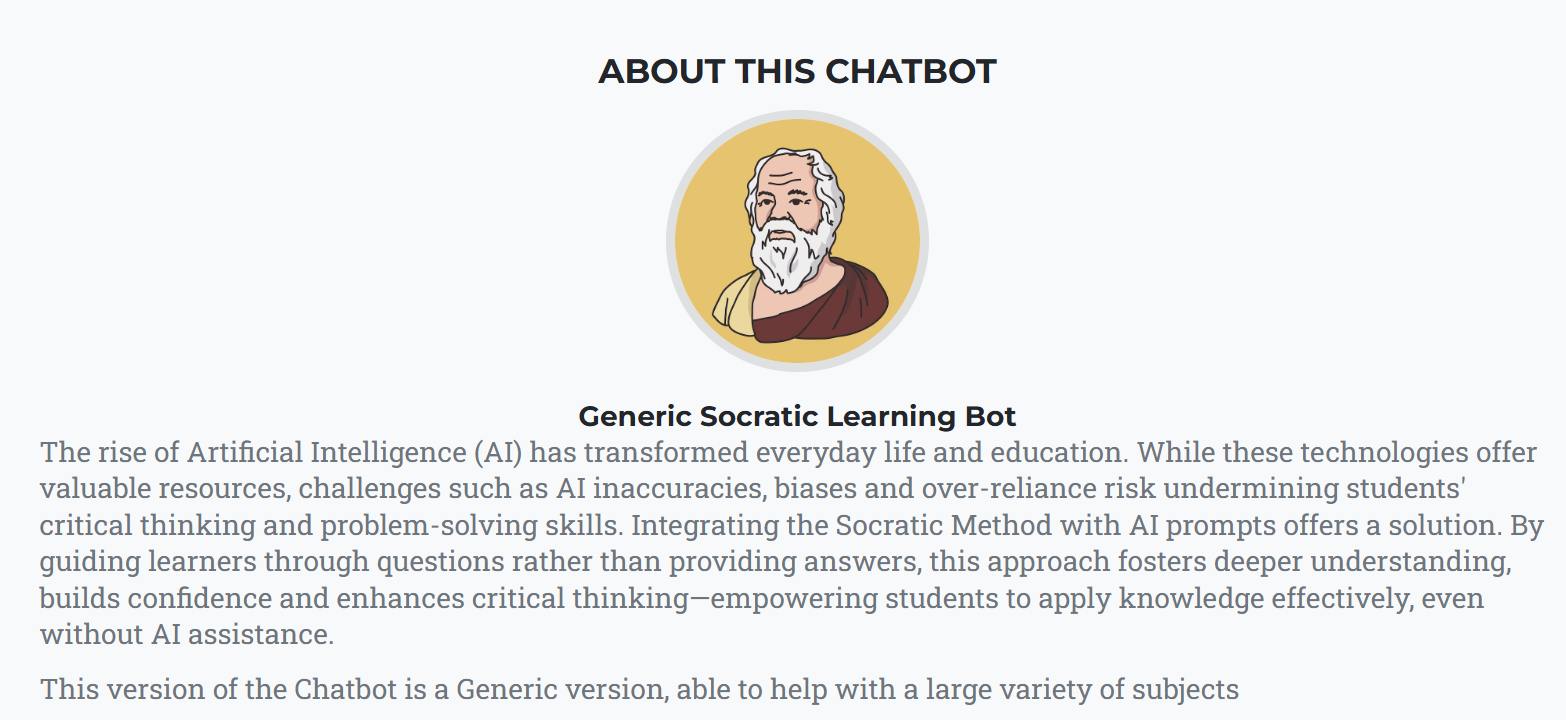 ABOUT THIS CHATBOT
Generic Socratic Learning Bot
The rise of Artificial Intelligence (AI) has transformed everyday life and education. While these technologies offer
valuable resources, challenges such as AI inaccuracies, biases and over-reliance risk undermining students'
critical thinking and problem-solving skills. Integrating the Socratic Method with AI prompts offers a solution. By
guiding learners through questions rather than providing answers, this approach fosters deeper understanding,
builds confidence and enhances critical thinking—empowering students to apply knowledge effectively, even
without AI assistance.
This version of the Chatbot is a Generic version, able to help with a large variety of subjects